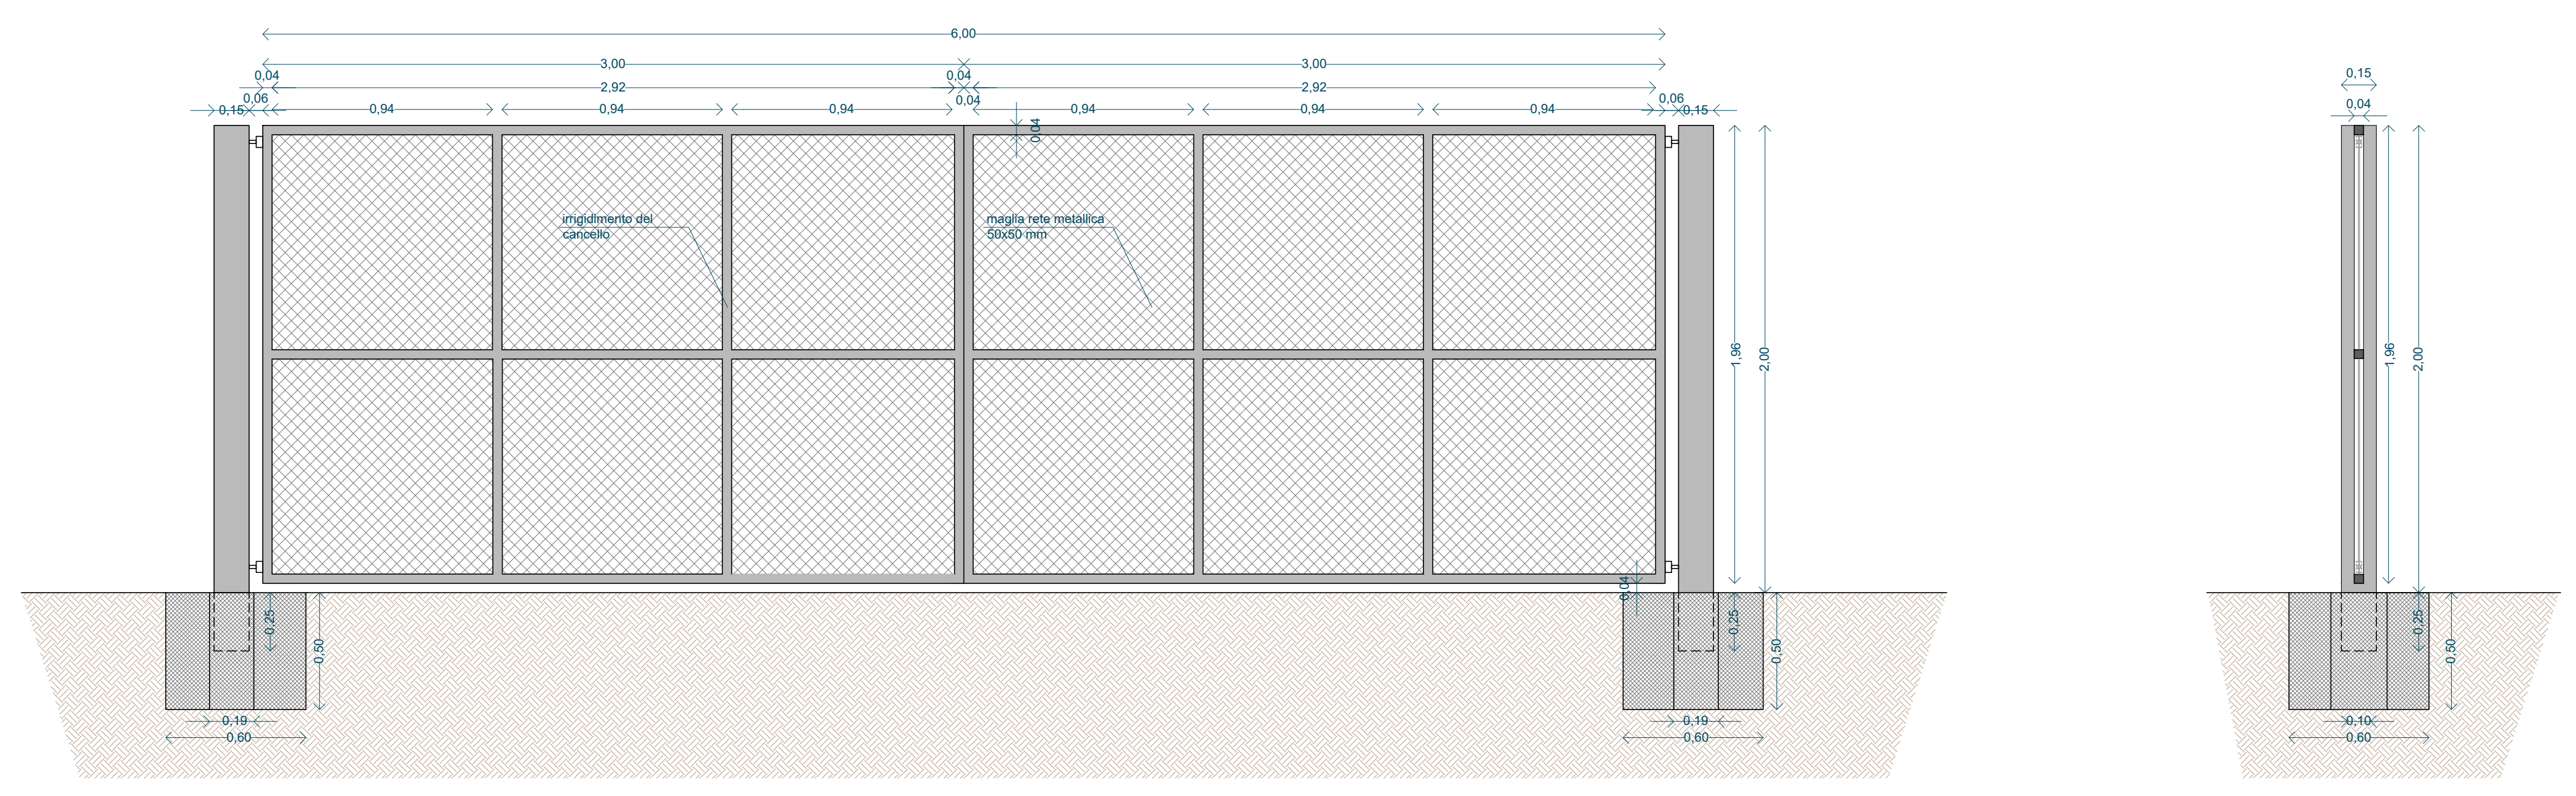 6,00
3,00 3,00
0,04 0,04 0,15
2,92 2,92
0,06 0,04 0,06 0,04
0,15 0,94 0,94 0,94 0,94 0,94 0,94 0,15
0,04
irrigidimento del
cancello
maglia rete metallica
50x50 mm
1,96 2,00 1,96 2,00
0,04
0,25 0,50 0,25 0,50 0,25 0,50
0,19 0,19 0,10
0,60 0,60 0,60